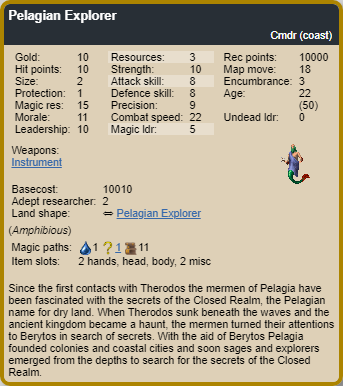 Pelagian Explorer
Cmdr (coast)
Gold: 10 Resources: 3 Rec points: 10000
Hit points: 10 Strength: 10 Map move: 18
Size: 2 Attack skill: 8 Encumbrance: 3
Protection: 1 Defence skill: 8 Age: 22
Magic res: 15 Precision: 9 (50)
Morale: 11 Combat speed: 22 Undead ldr: 0
Leadership: 10 Magic ldr: 5
Weapons:
Instrument
Basecost: 10010
Adept researcher: 2
Land shape: ⇔ Pelagian Explorer
(Amphibious)
Magic paths: 1 ? 1 11
Item slots: 2 hands, head, body, 2 misc
Since the first contacts with Therodos the mermen of Pelagia have
been fascinated with the secrets of the Closed Realm, the Pelagian
name for dry land. When Therodos sunk beneath the waves and the
ancient kingdom became a haunt, the mermen turned their attentions
to Berytos in search of secrets. With the aid of Berytos Pelagia
founded colonies and coastal cities and soon sages and explorers
emerged from the depths to search for the secrets of the Closed
Realm.